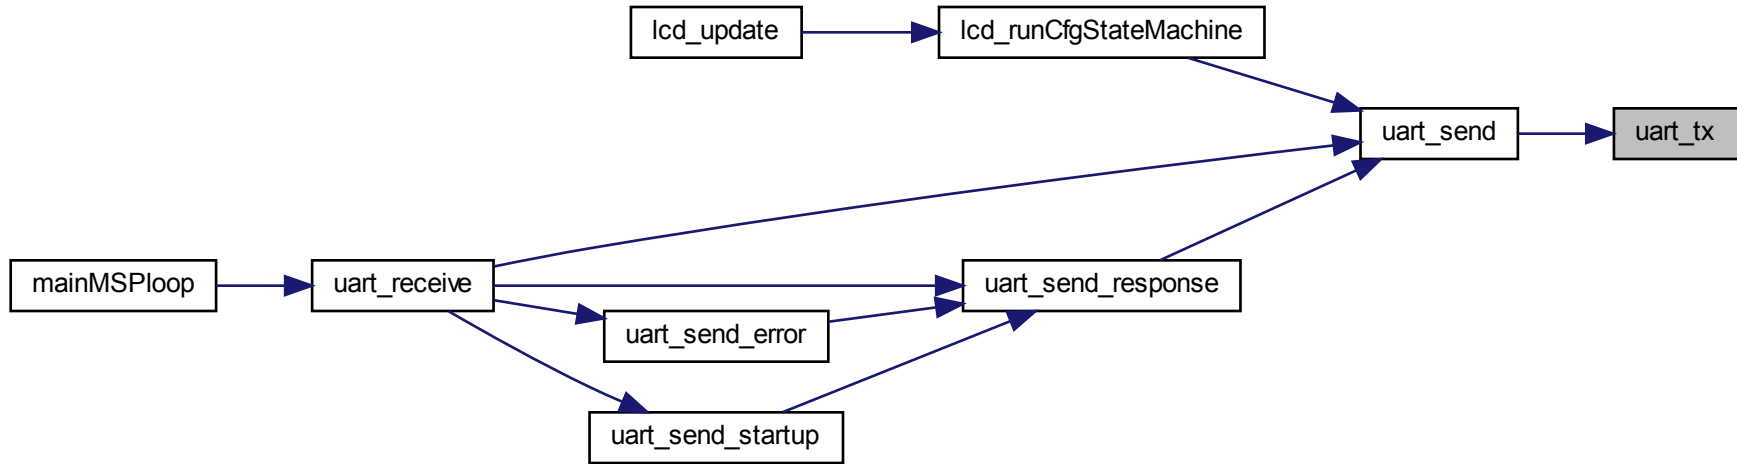 lcd_update
lcd_runCfgStateMachine
uart_send
uart_tx
mainMSPloop
uart_receive
uart_send_response
uart_send_error
uart_send_startup